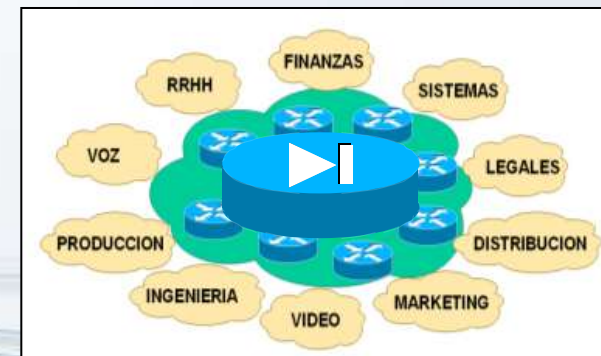 FINANZAS
RRHH
SISTEMAS
VOZ
LEGALES
PRODUCCION
DISTRIBUCION
INGENIERIA
MARKETING
VIDEO